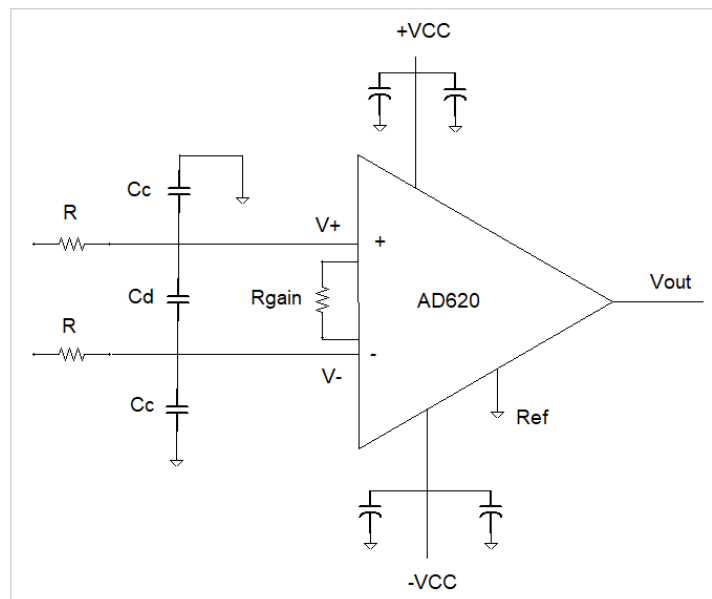 +VCC
Cc
R
V+
+
Cd
Rgain
AD620
Vout
R
-
V-
Cc
Ref
-VCC